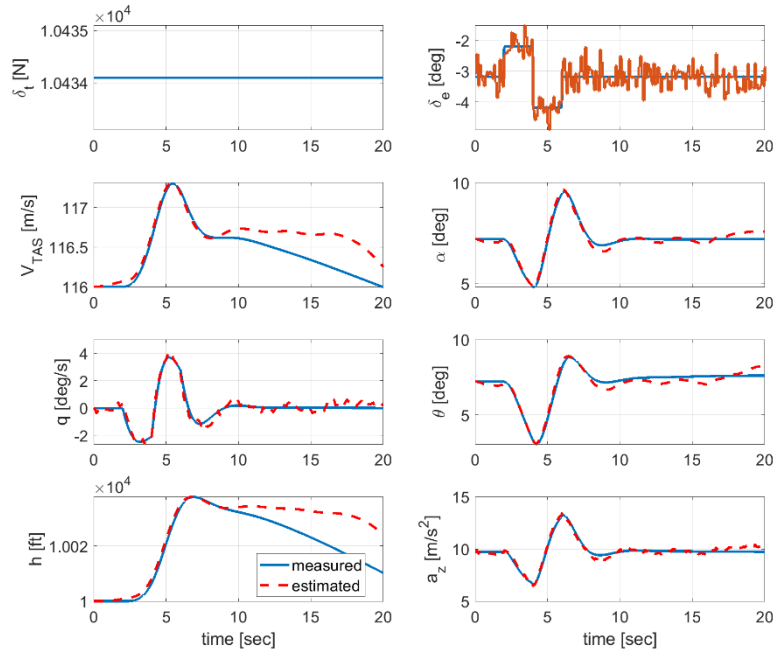 ×10⁴
1.0435
1.0434
δt [N]
0 5 10 15 20
-2
-3
-4
δe [deg]
0 5 10 15 20
117
116.5
116
VTAS [m/s]
0 5 10 15 20
10
5
α [deg]
0 5 10 15 20
4
2
0
-2
q [deg/s]
0 5 10 15 20
10
5
θ [deg]
0 5 10 15 20
×10⁴
1.002
1
h [ft]
measured
estimated
0 5 10 15 20
time [sec]
15
10
5
az [m/s²]
0 5 10 15 20
time [sec]